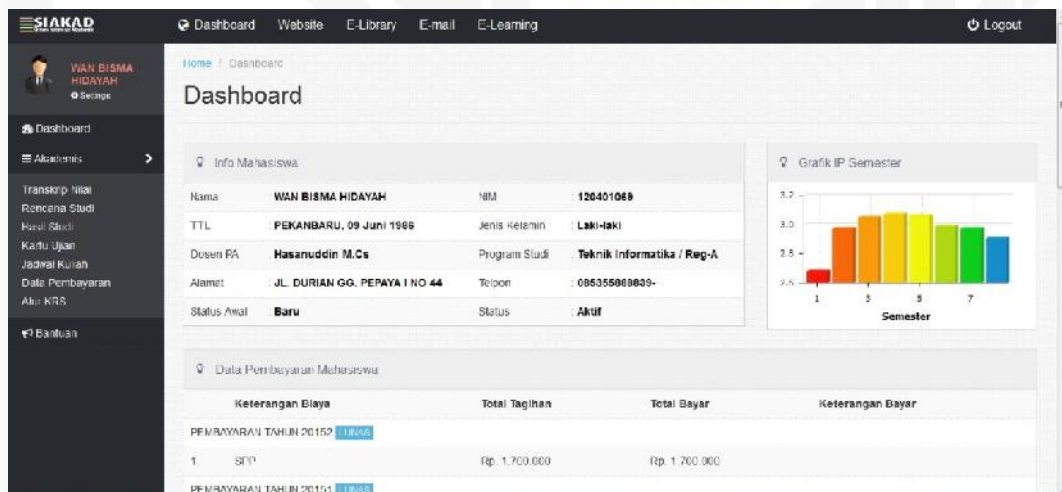 SIAKAD
Dashboard Website E-Library E-mail E-Learning Logout
WAN BISMA
HIDAYAH
Settings
Home / Dashboard
Dashboard
Dashboard
Akademis
Transkrip Nilai
Rencana Studi
Hasil Studi
Kartu Ujian
Jadwal Kuliah
Data Pembayaran
Alur KRS
Bantuan
Info Mahasiswa
Nama : WAN BISMA HIDAYAH NIM : 120401069
TTL : PEKANBARU, 09 Juni 1986 Jenis Kelamin : Laki-laki
Dosen PA : Hasanuddin M.Cs Program Studi : Teknik Informatika / Reg-A
Alamat : JL. DURIAN GG. PEPAYA I NO 44 Telpon : 085355888839-
Status Awal : Baru Status : Aktif
Grafik IP Semester
3.2
3.0
2.8
2.5
1 3 5 7
Semester
Data Pembayaran Mahasiswa
Keterangan Biaya Total Tagihan Total Bayar Keterangan Bayar
PEMBAYARAN TAHUN 20152 LUNAS
1. SPP Rp. 1.700.000 Rp. 1.700.000
PEMBAYARAN TAHUN 20151 LUNAS